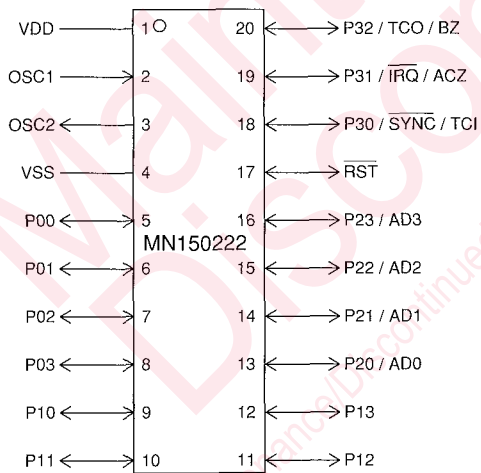 VDD 1 20 P32 / TCO / BZ
OSC1 2 19 P31 / IRQ / ACZ
OSC2 3 18 P30 / SYNC / TCI
VSS 4 17 RST
P00 5 16 P23 / AD3
MN150222
P01 6 15 P22 / AD2
P02 7 14 P21 / AD1
P03 8 13 P20 / AD0
P10 9 12 P13
P11 10 11 P12